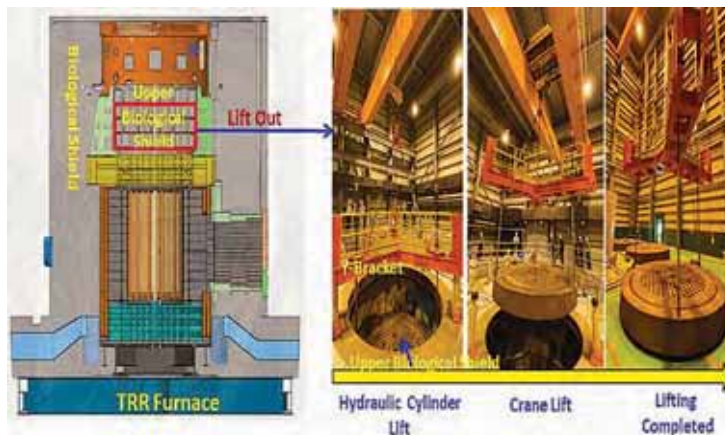 Biological Shield
Upper
Biological
Shield
Lift Out
TRR Furnace
Y-Bracket
Upper Biological Shield
Hydraulic Cylinder
Lift
Crane Lift
Lifting
Completed